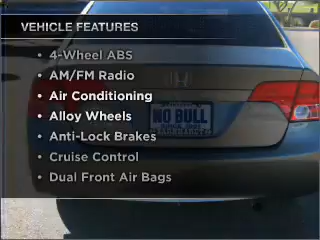 VEHICLE FEATURES
• 4-Wheel ABS
• AM/FM Radio
• Air Conditioning
• Alloy Wheels
• Anti-Lock Brakes
• Cruise Control
• Dual Front Air Bags
NO BULL